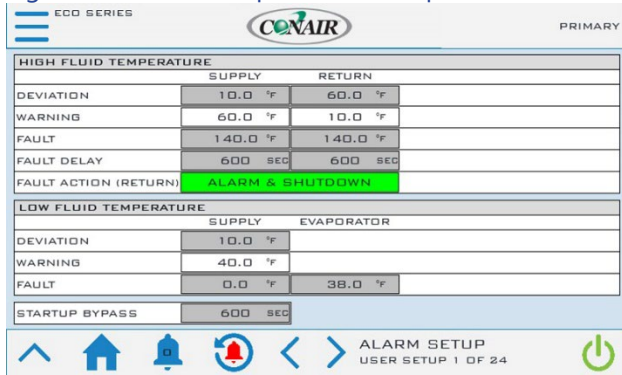 ECO SERIES
CONAIR
PRIMARY
HIGH FLUID TEMPERATURE
SUPPLY RETURN
DEVIATION 10.0 °F 60.0 °F
WARNING 60.0 °F 10.0 °F
FAULT 140.0 °F 140.0 °F
FAULT DELAY 600 SEC 600 SEC
FAULT ACTION (RETURN) ALARM & SHUTDOWN
LOW FLUID TEMPERATURE
SUPPLY EVAPORATOR
DEVIATION 10.0 °F
WARNING 40.0 °F
FAULT 0.0 °F 38.0 °F
STARTUP BYPASS 600 SEC
0
ALARM SETUP
USER SETUP 1 OF 24